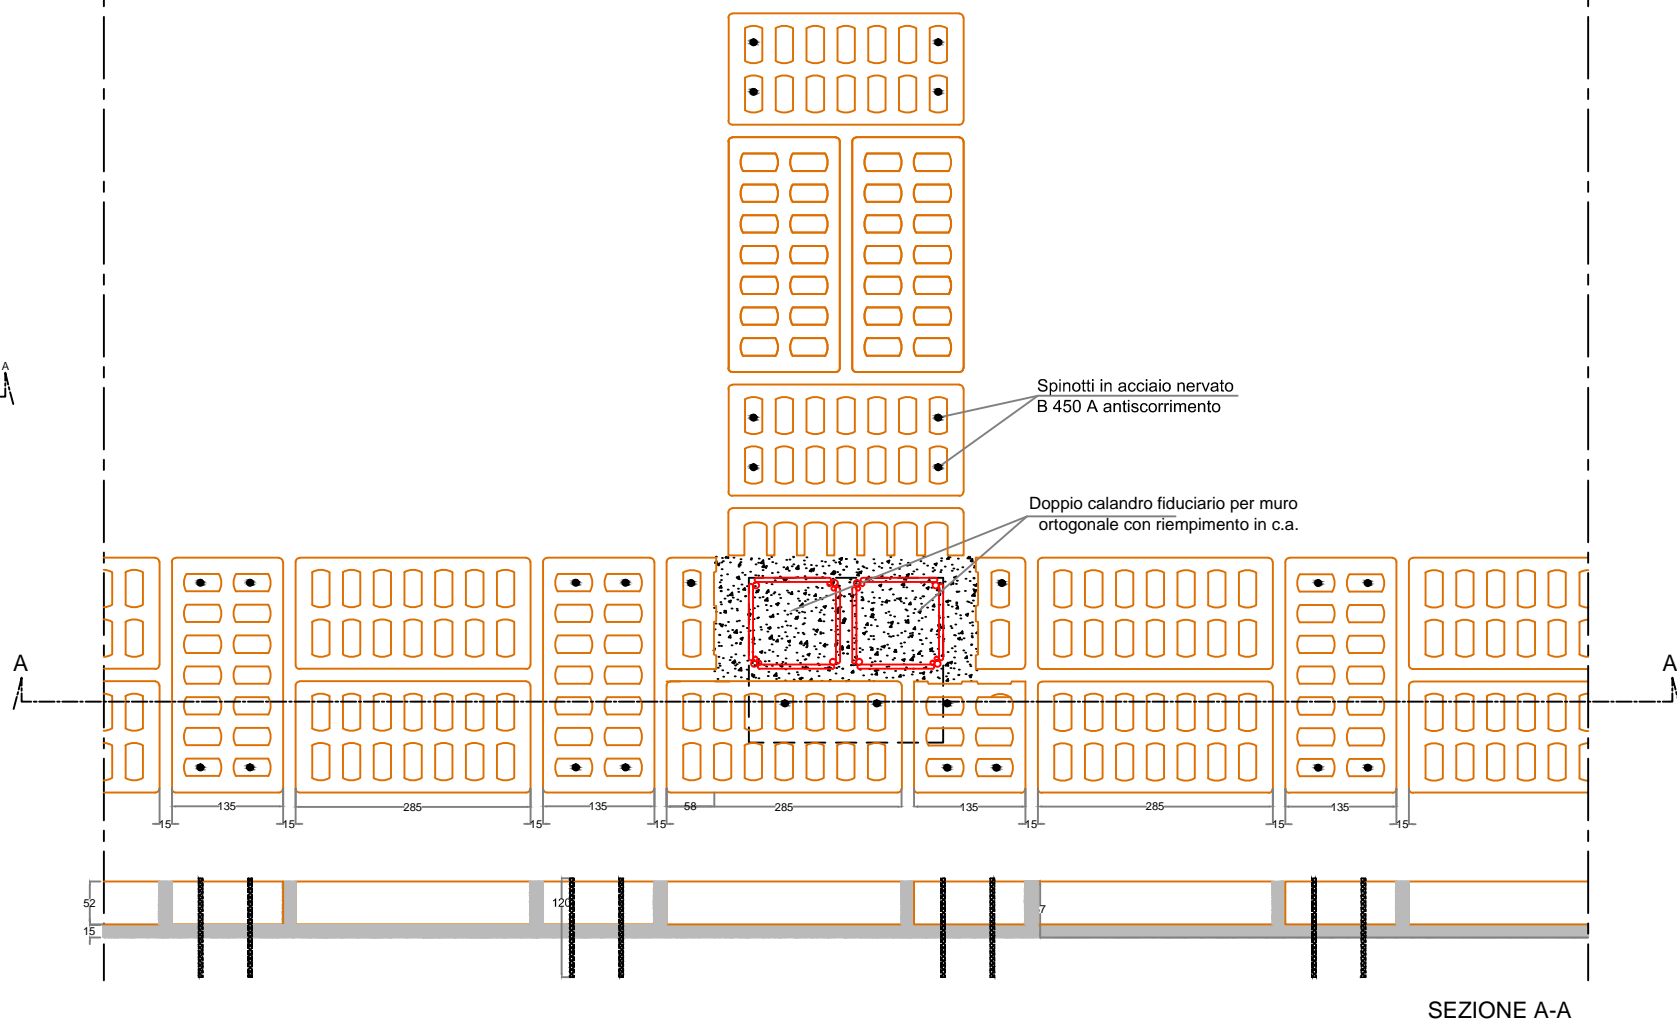 A
Spinotti in acciaio nervato
B 450 A antiscorrimento
Doppio calandro fiduciario per muro
ortogonale con riempimento in c.a.
A
A
135
285
135
58
285
135
285
135
15
15
15
15
15
15
15
52
120
7
15
SEZIONE A-A